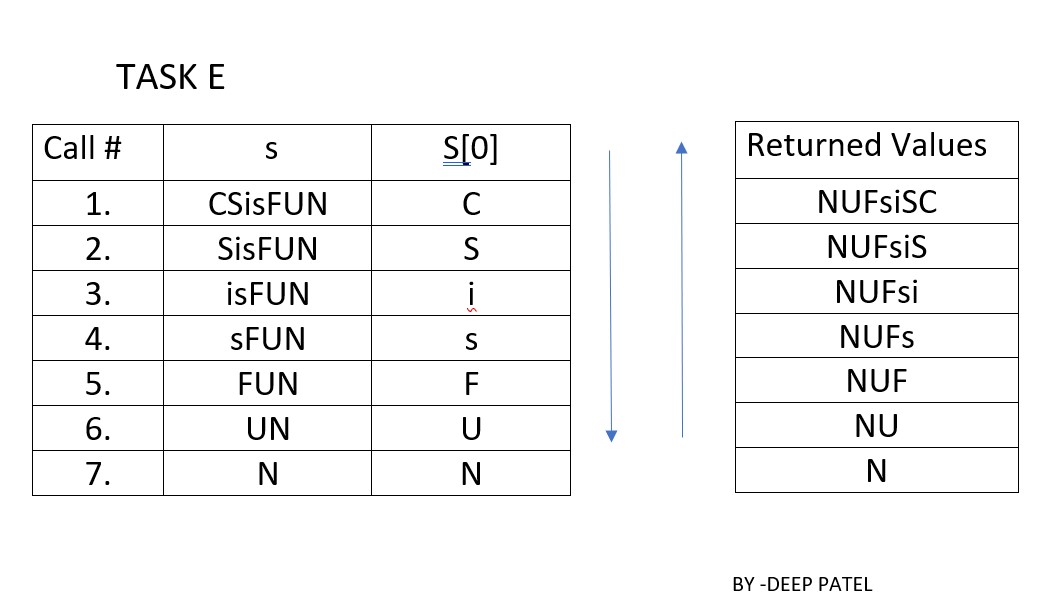 TASK E
Call # s S[0]
1. CSisFUN C
2. SisFUN S
3. isFUN i
4. sFUN s
5. FUN F
6. UN U
7. N N
Returned Values
NUFsiSC
NUFsiS
NUFsi
NUFs
NUF
NU
N
BY -DEEP PATEL